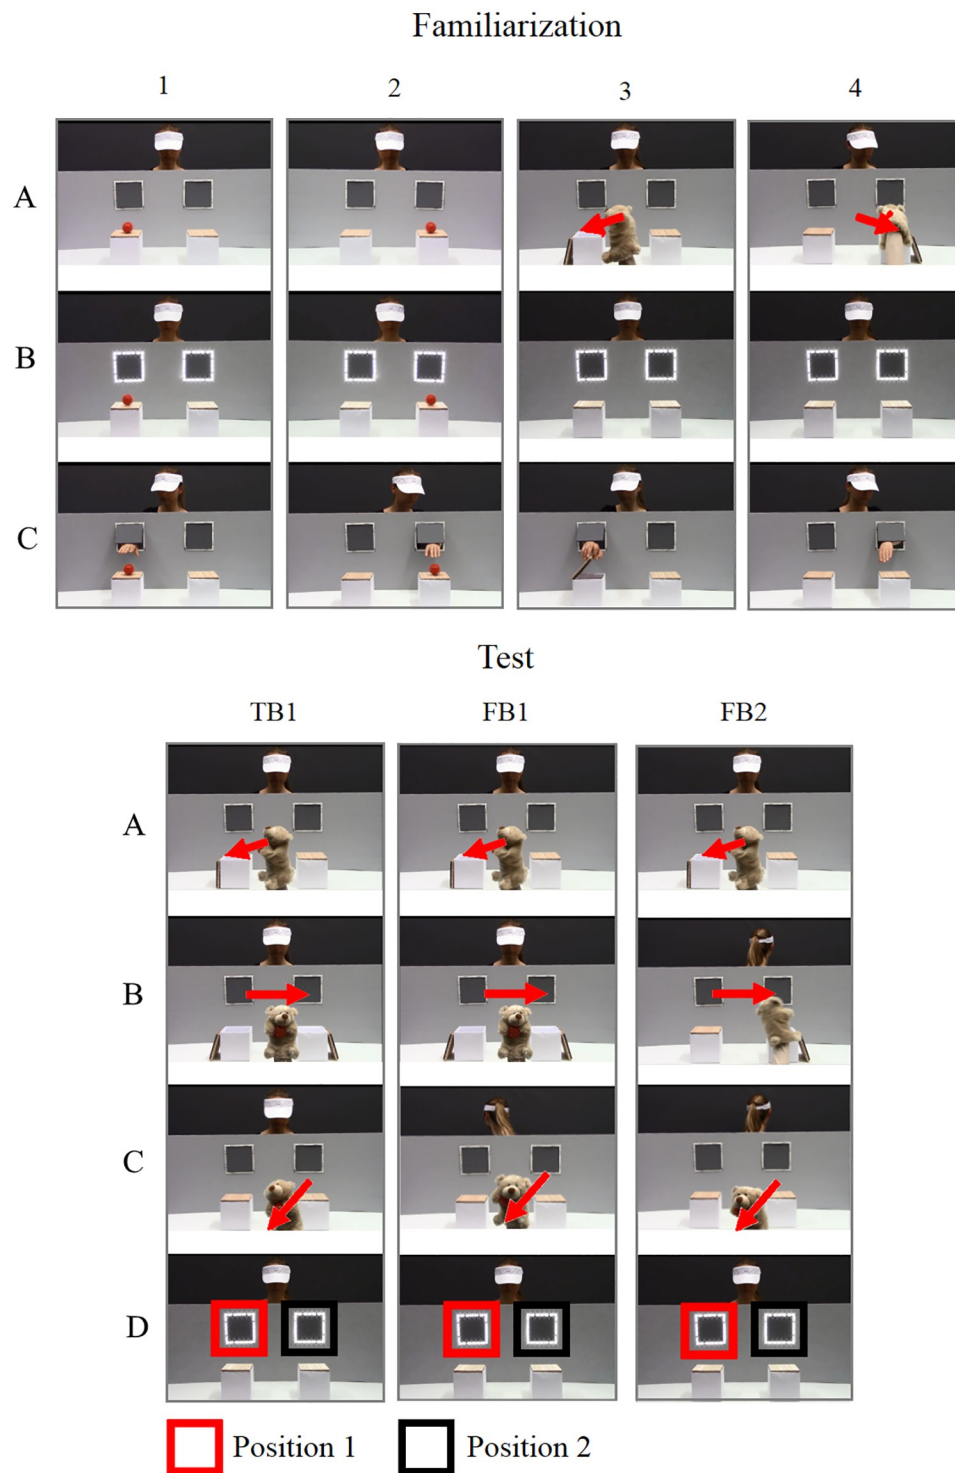 Familiarization
1 2 3 4
A
B
C
Test
TB1 FB1 FB2
A
B
C
D
Position 1 Position 2